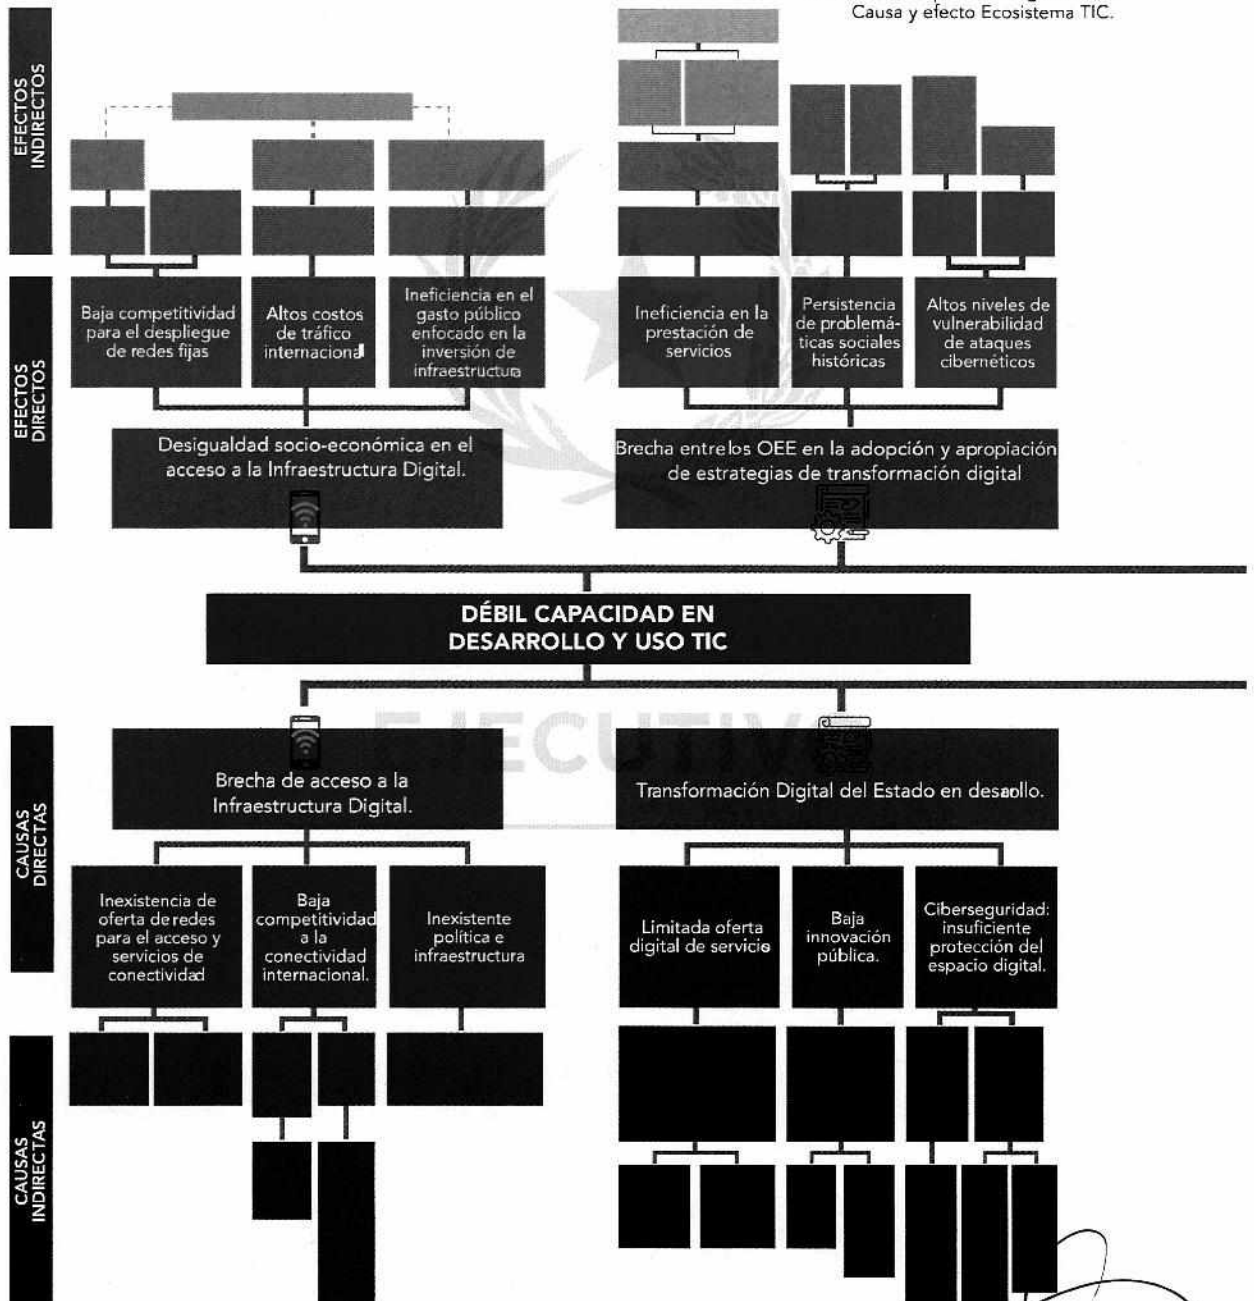 Causa y efecto Ecosistema TIC.
EFECTOS
INDIRECTOS
EFECTOS
DIRECTOS
Baja competitividad
para el despliegue
de redes fijas
Altos costos
de tráfico
internacional
Ineficiencia en el
gasto público
enfocado en la
inversión de
infraestructura
Ineficiencia en la
prestación de
servicios
Persistencia
de problemá-
ticas sociales
históricas
Altos niveles de
vulnerabilidad
de ataques
cibernéticos
Desigualdad socio-económica en el
acceso a la Infraestructura Digital.
Brecha entrelos OEE en la adopción y apropiación
de estrategias de transformación digital
DÉBIL CAPACIDAD EN
DESARROLLO Y USO TIC
EJECUTIVO
CAUSAS
DIRECTAS
Brecha de acceso a la
Infraestructura Digital.
Transformación Digital del Estado en desarollo.
Inexistencia de
oferta de redes
para el acceso y
servicios de
conectividad
Baja
competitividad
a la
conectividad
internacional.
Inexistente
política e
infraestructura
Limitada oferta
digital de servicio
Baja
innovación
pública.
Ciberseguridad:
insuficiente
protección del
espacio digital.
CAUSAS
INDIRECTAS